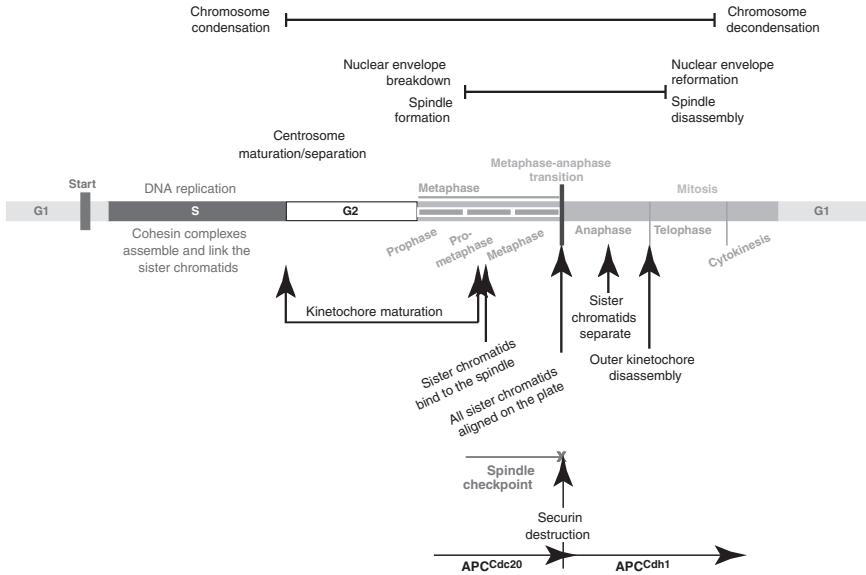 Chromosome
condensation
Chromosome
decondensation
Nuclear envelope
breakdown
Spindle
formation
Nuclear envelope
reformation
Spindle
disassembly
Centrosome
maturation/separation
Metaphase-anaphase
transition
Start
DNA replication
Metaphase
Mitosis
G1
S
G2
G1
Cohesin complexes
assemble and link the
sister chromatids
Prophase
Pro-
metaphase
Metaphase
Anaphase
Telophase
Cytokinesis
Kinetochore maturation
Sister
chromatids
separate
Sister chromatids
bind to the spindle
Outer kinetochore
disassembly
All sister chromatids
aligned on the plate
Spindle
checkpoint
X
Securin
destruction
APCCdc20
APCCdh1